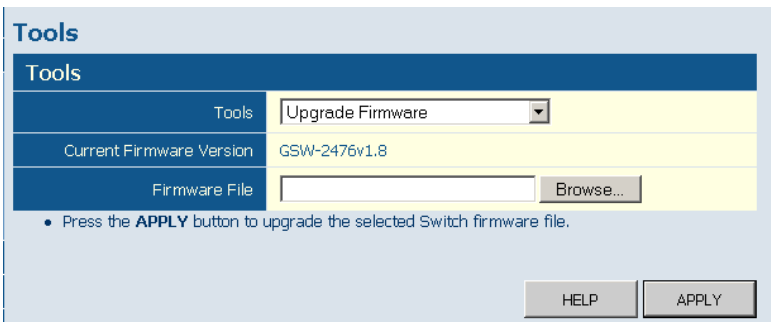 Tools
Tools
Tools Upgrade Firmware
Current Firmware Version GSW-2476v1.8
Firmware File Browse...
• Press the APPLY button to upgrade the selected Switch firmware file.
HELP APPLY